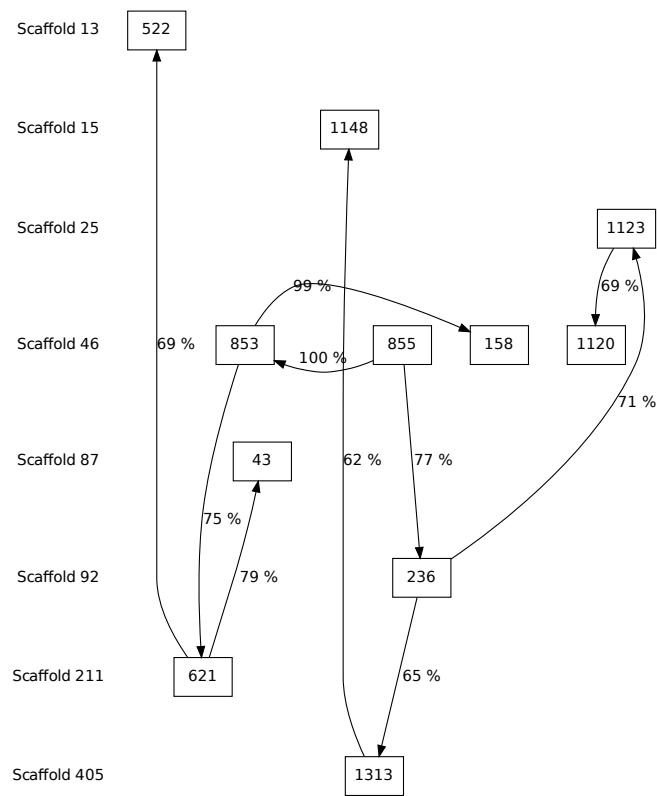 Scaffold 13
522
Scaffold 15
1148
Scaffold 25
1123
99 %
69 %
Scaffold 46
69 %
853
100 %
855
158
1120
71 %
Scaffold 87
43
62 %
77 %
75 %
Scaffold 92
79 %
236
Scaffold 211
621
65 %
Scaffold 405
1313